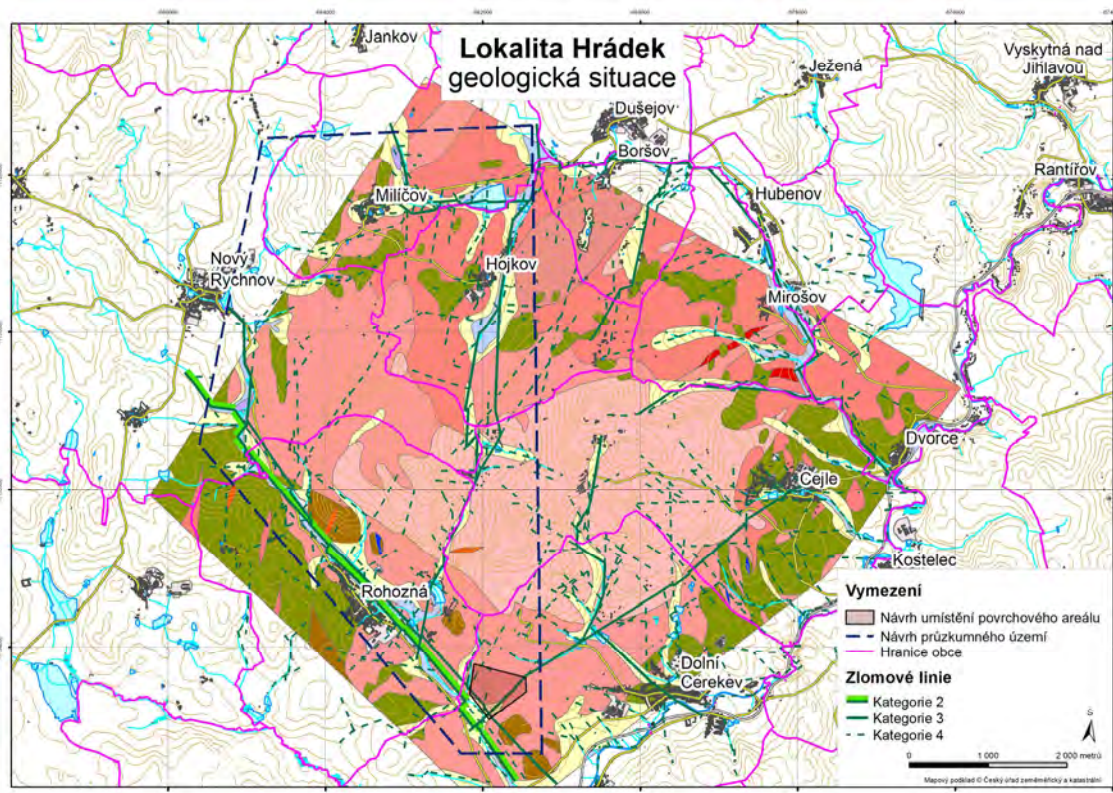 Lokalita Hrádek
geologická situace
Jankov
Ježená
Vyskytná nad
Jihlavou
Dušejov
Boršov
Rantířov
Milíčov
Hubenov
Nový
Rychnov
Hojkov
Mirošov
Dvorce
Cejle
Kostelec
Rohozná
Dolní
Cerekev
Vymezení
Návrh umístění povrchového areálu
Návrh průzkumného území
Hranice obce
Zlomové linie
Kategorie 2
Kategorie 3
Kategorie 4
S
0 1 000 2 000 metrů
Mapový podklad © Český úřad zeměměřický a katastrální